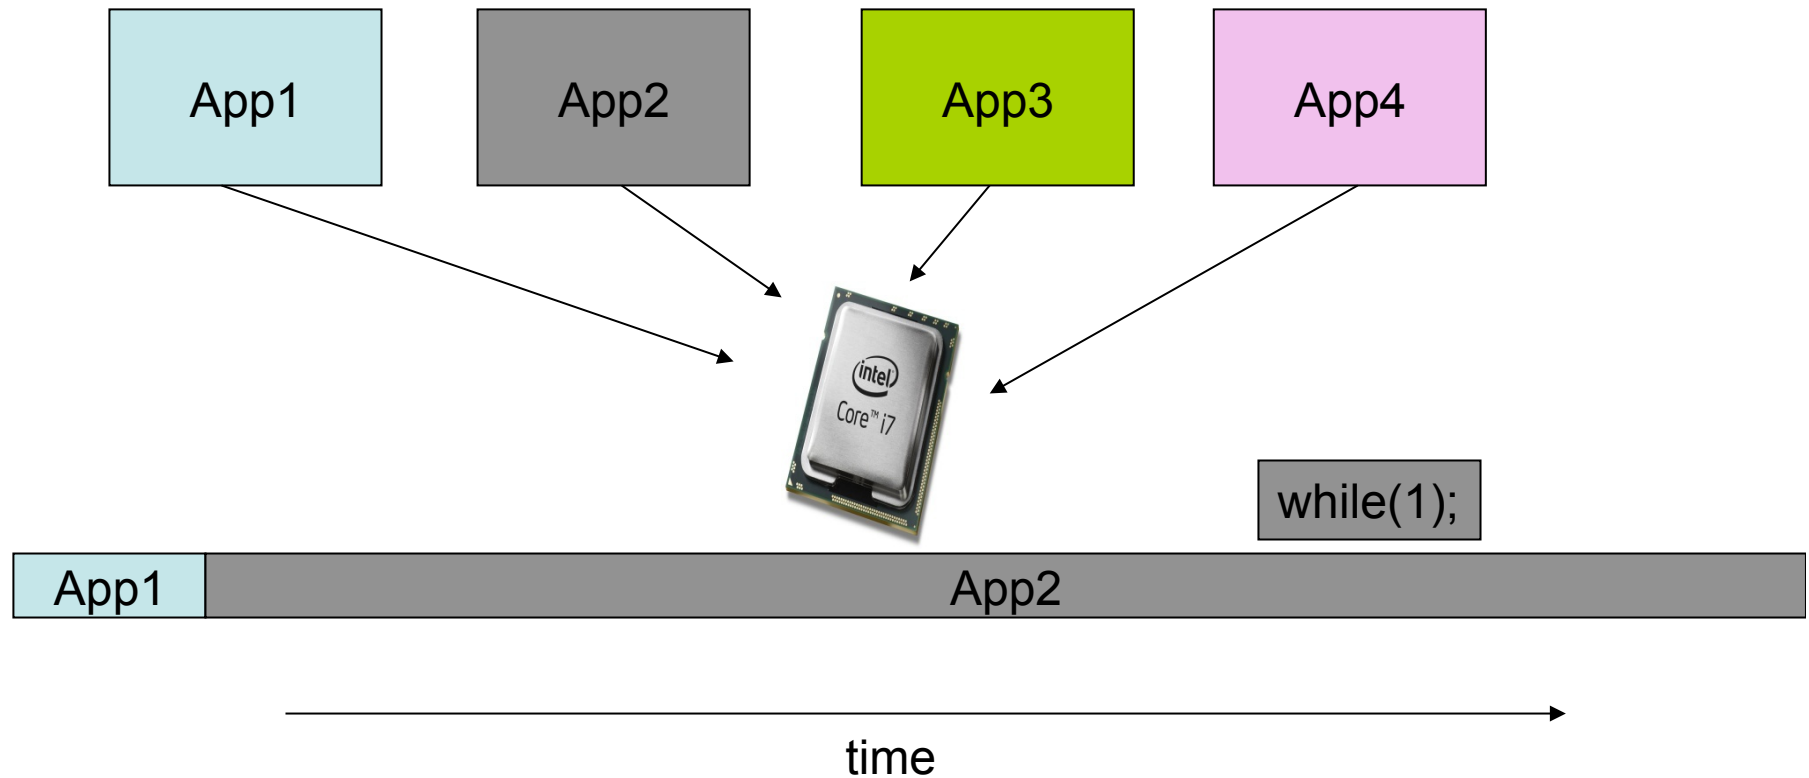 App1
App2
App3
App4
intel
Core™ i7
while(1);
App1
App2
time